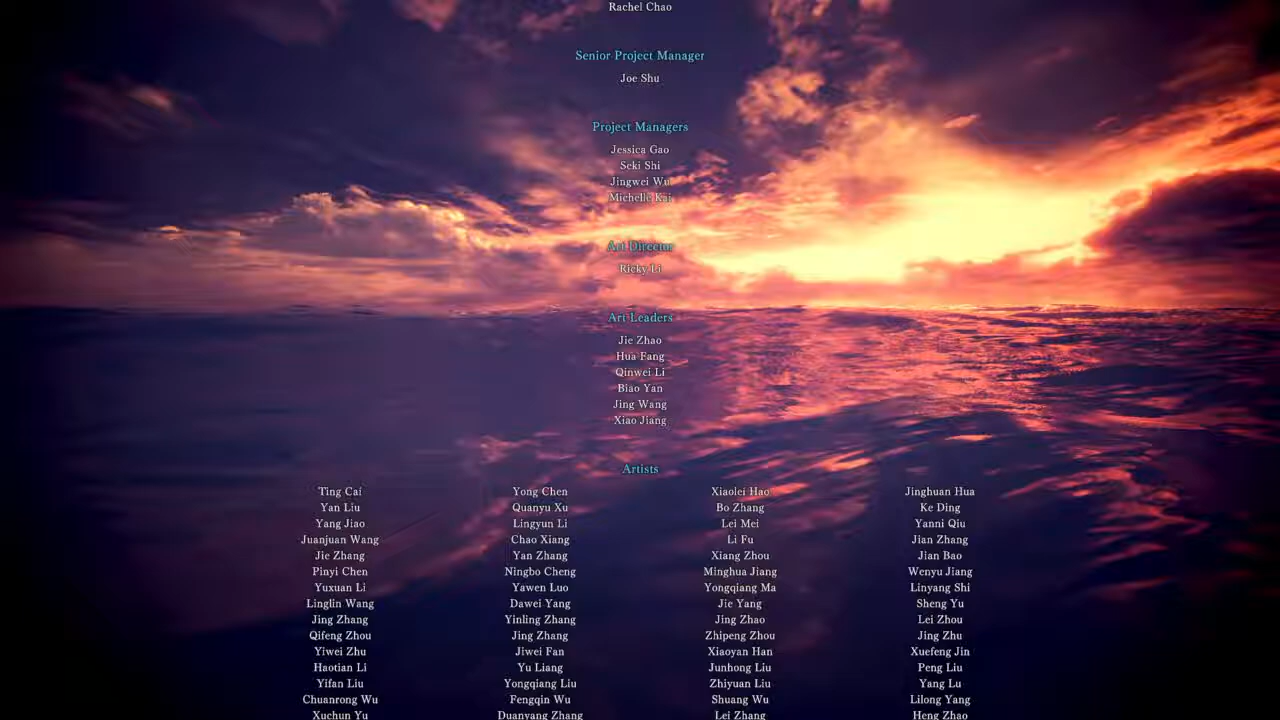 Rachel Chao
Senior Project Manager
Joe Shu
Project Managers
Jessica Gao
Seki Shi
Jingwei Wu
Michelle Kai
Art Director
Ricky Li
Art Leaders
Jie Zhao
Hua Fang
Qinwei Li
Biao Yan
Jing Wang
Xiao Jiang
Artists
Ting Cai Yong Chen Xiaolei Hao Jinghuan Hua
Yan Liu Quanyu Xu Bo Zhang Ke Ding
Yang Jiao Lingyun Li Lei Mei Yanni Qiu
Juanjuan Wang Chao Xiang Li Fu Jian Zhang
Jie Zhang Yan Zhang Xiang Zhou Jian Bao
Pinyi Chen Ningbo Cheng Minghua Jiang Wenyu Jiang
Yuxuan Li Yawen Luo Yongqiang Ma Linyang Shi
Linglin Wang Dawei Yang Jie Yang Sheng Yu
Jing Zhang Yinling Zhang Jing Zhao Lei Zhou
Qifeng Zhou Jing Zhang Zhipeng Zhou Jing Zhu
Yiwei Zhu Jiwei Fan Xiaoyan Han Xuefeng Jin
Haotian Li Yu Liang Junhong Liu Peng Liu
Yifan Liu Yongqiang Liu Zhiyuan Liu Yang Lu
Chuanrong Wu Fengqin Wu Shuang Wu Lilong Yang
Xuchun Yu Duanyang Zhang Lei Zhang Heng Zhao